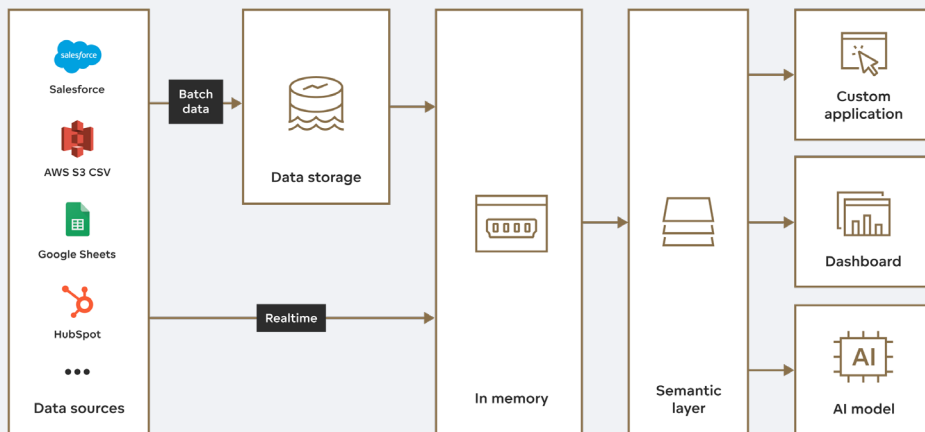 salesforce
Salesforce
AWS S3 CSV
Google Sheets
HubSpot
•••
Data sources
Batch
data
Realtime
Data storage
In memory
Semantic
layer
Custom
application
Dashboard
AI
AI model